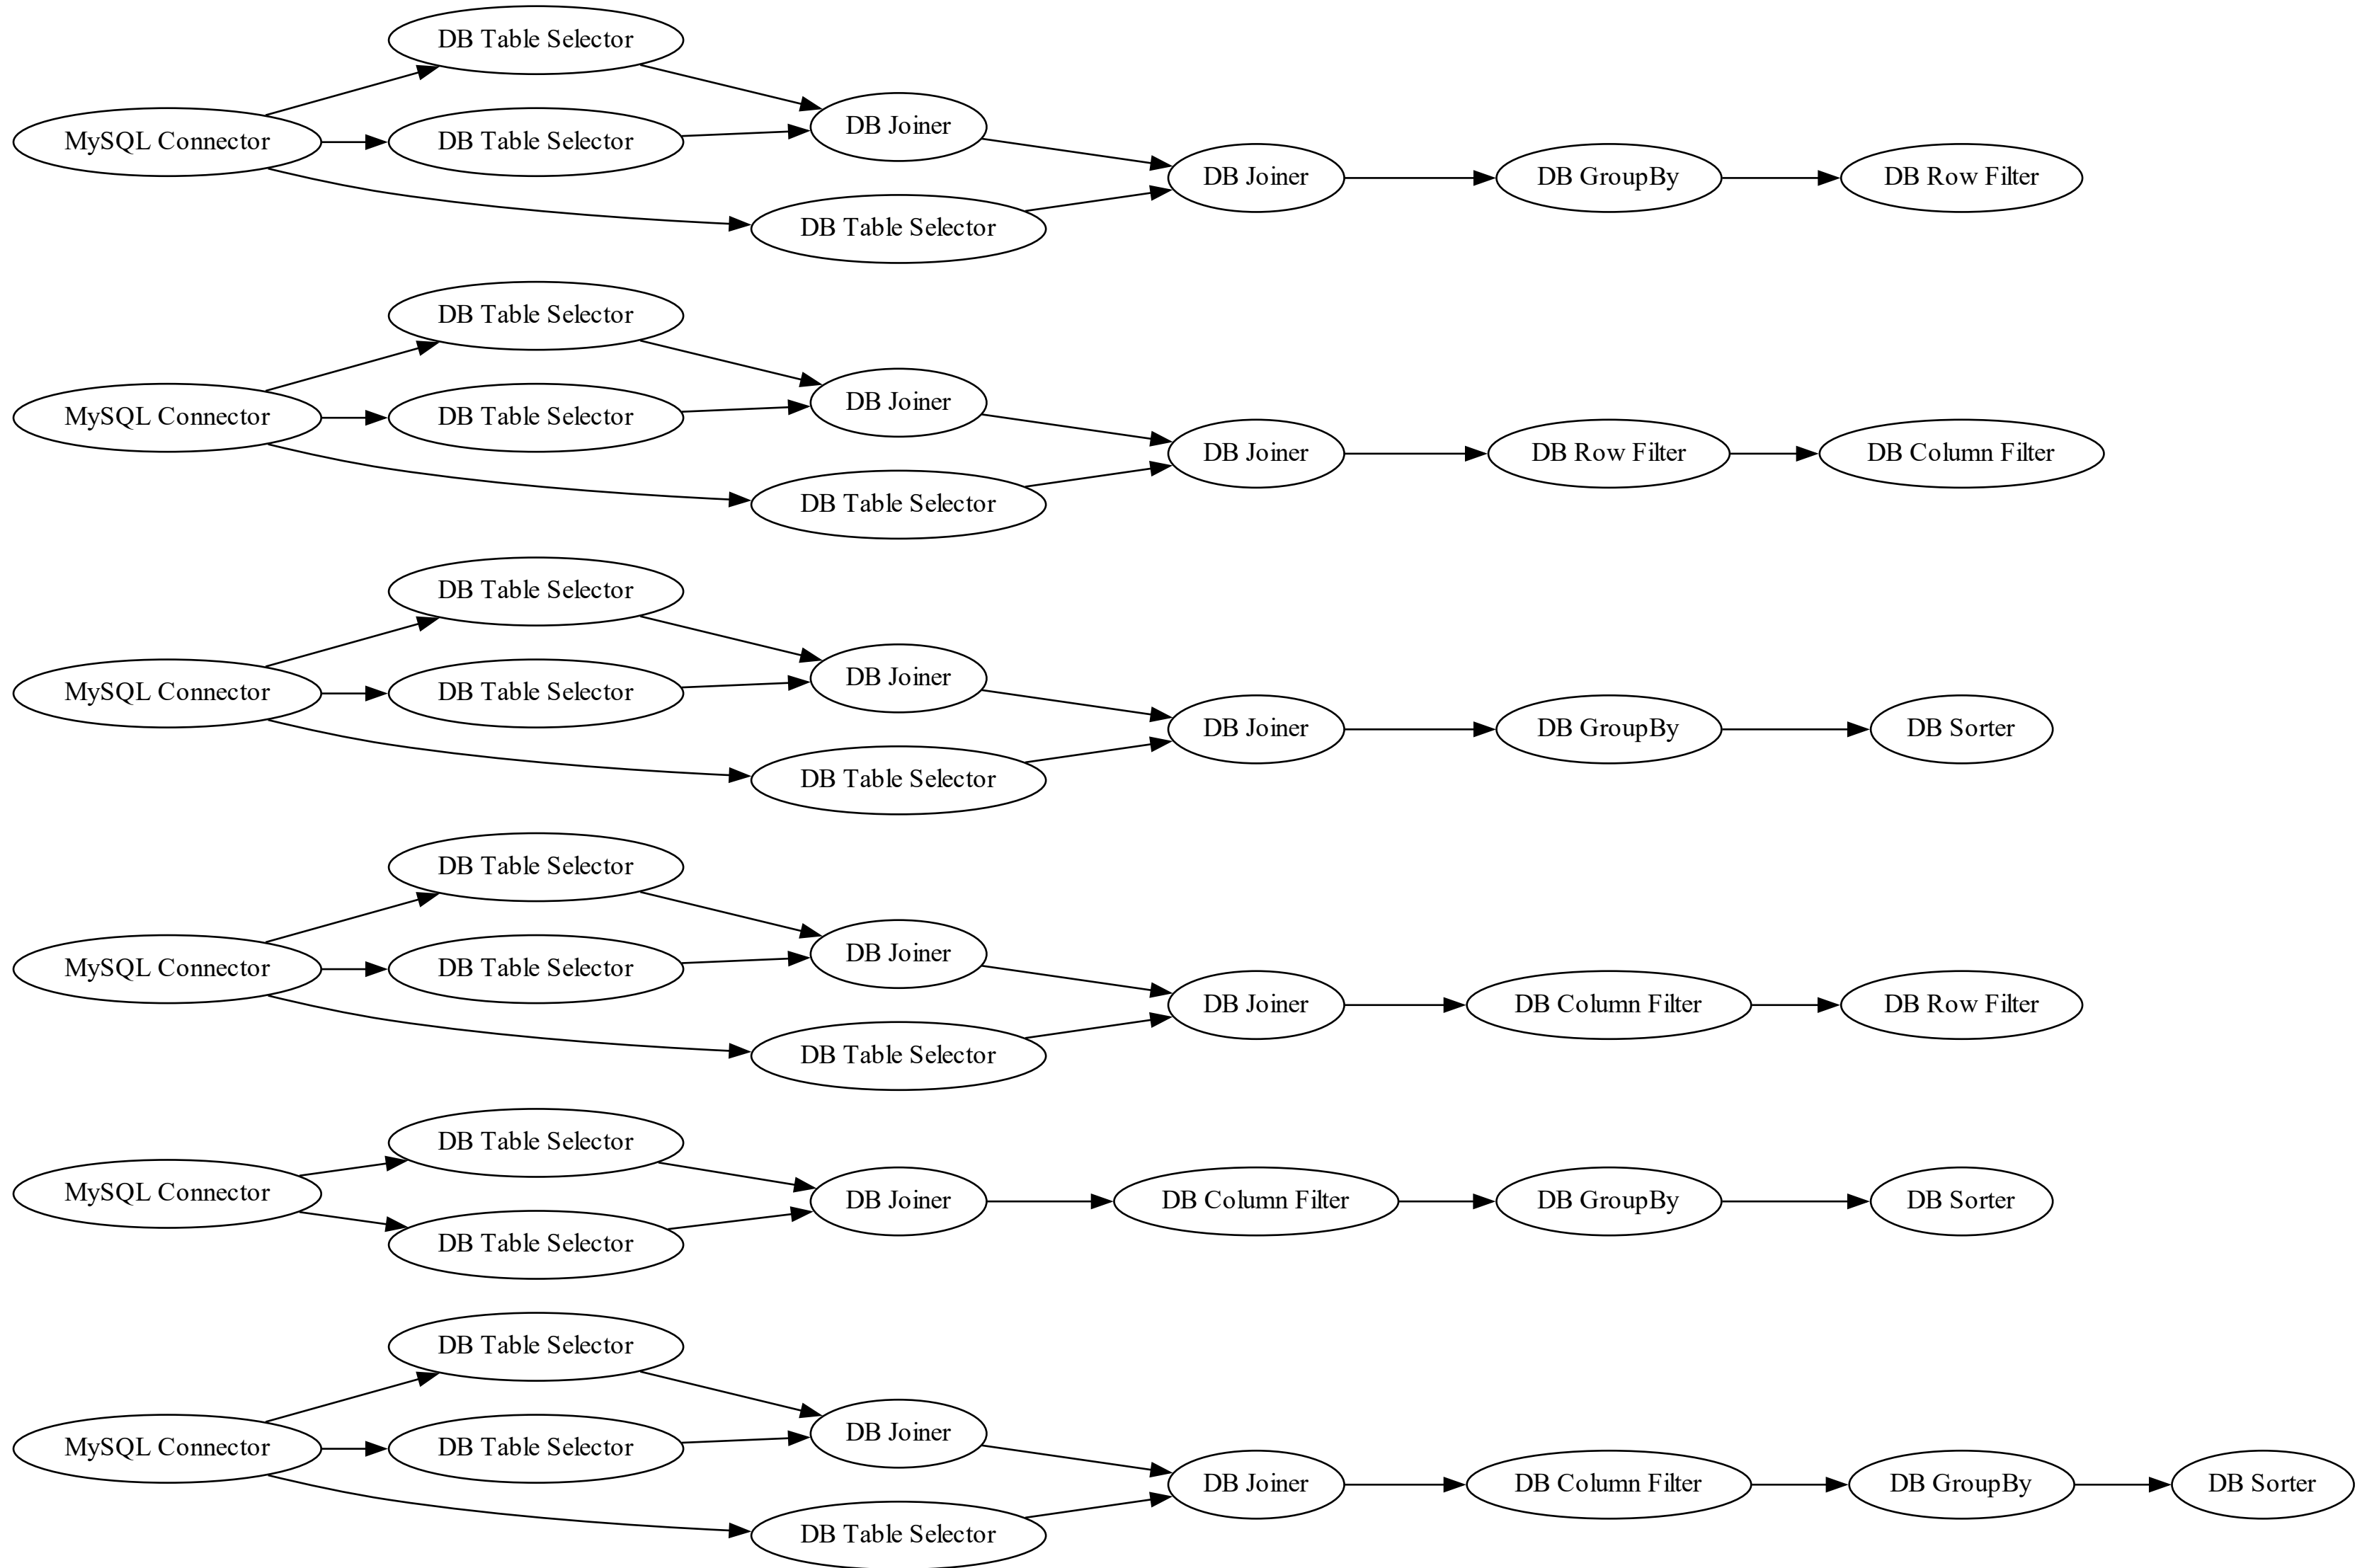 DB Table Selector
MySQL Connector
DB Table Selector
DB Joiner
DB Table Selector
DB Joiner
DB GroupBy
DB Row Filter
DB Table Selector
MySQL Connector
DB Table Selector
DB Joiner
DB Table Selector
DB Joiner
DB Row Filter
DB Column Filter
DB Table Selector
MySQL Connector
DB Table Selector
DB Joiner
DB Table Selector
DB Joiner
DB GroupBy
DB Sorter
DB Table Selector
MySQL Connector
DB Table Selector
DB Joiner
DB Table Selector
DB Joiner
DB Column Filter
DB Row Filter
DB Table Selector
MySQL Connector
DB Table Selector
DB Joiner
DB Column Filter
DB GroupBy
DB Sorter
DB Table Selector
MySQL Connector
DB Table Selector
DB Joiner
DB Table Selector
DB Joiner
DB Column Filter
DB GroupBy
DB Sorter